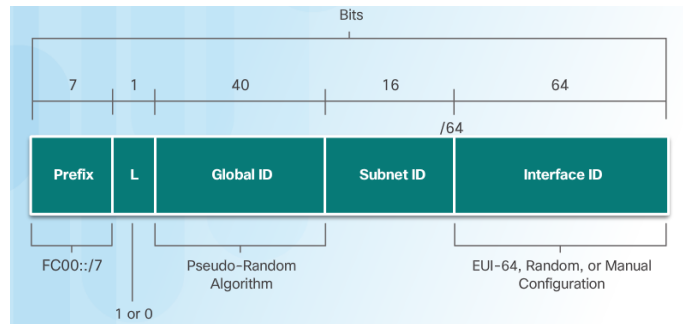 Bits
7 1 40 16 64
/64
Prefix L Global ID Subnet ID Interface ID
FC00::/7 Pseudo-Random EUI-64, Random, or Manual
Algorithm Configuration
1 or 0